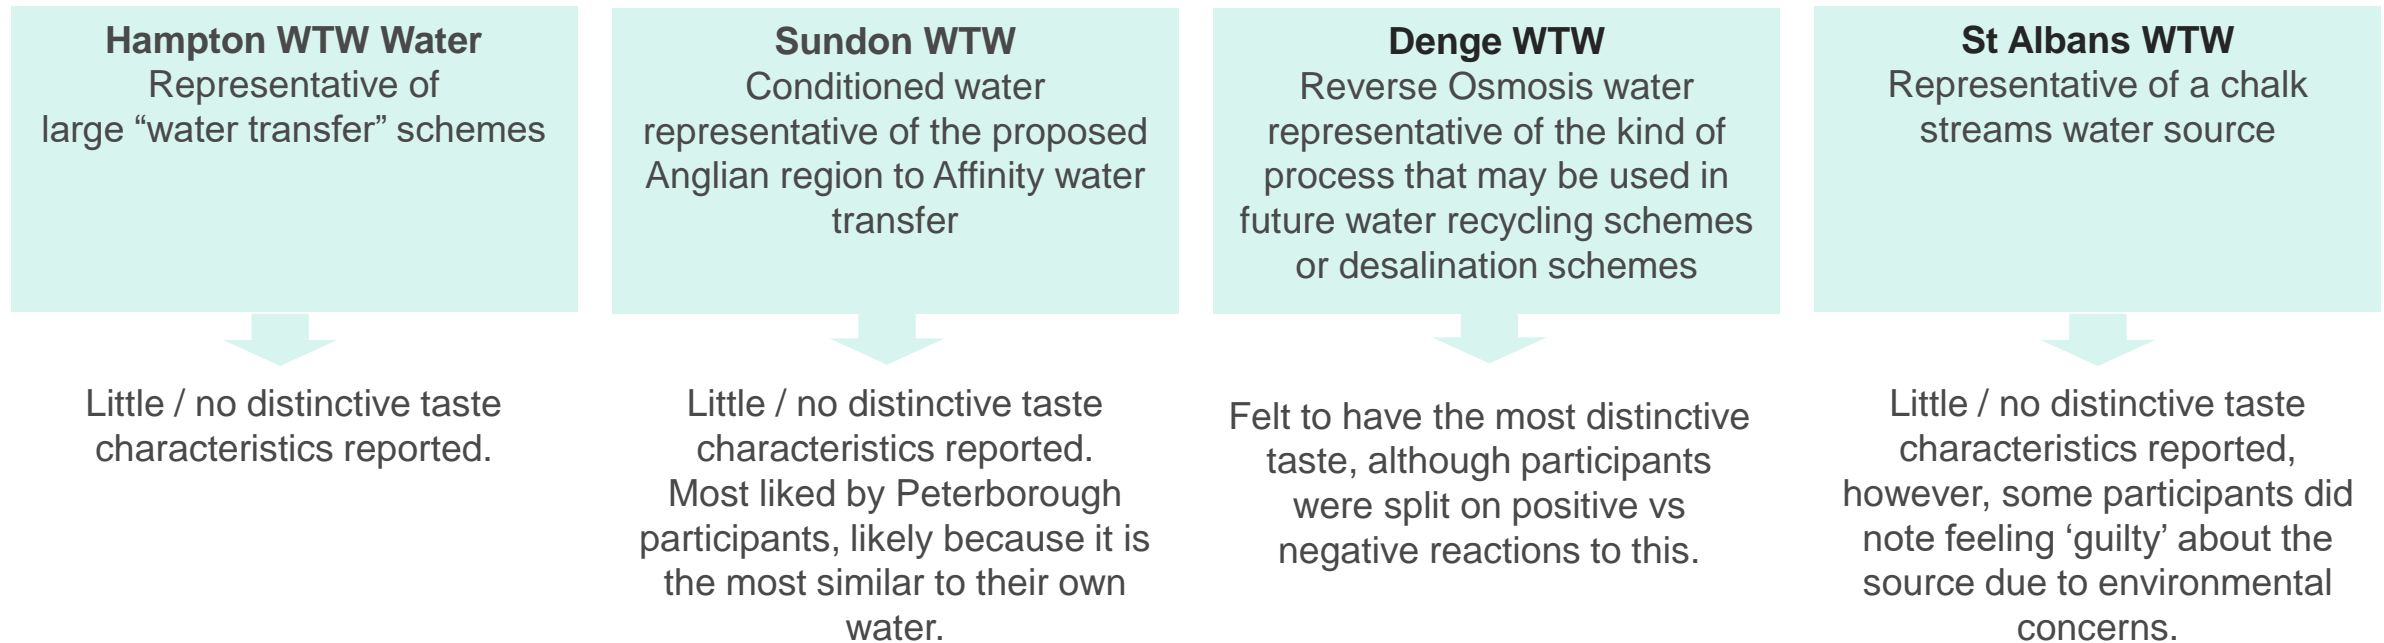 Hampton WTW Water
Representative of
large “water transfer” schemes
Little / no distinctive taste
characteristics reported.
Sundon WTW
Conditioned water
representative of the proposed
Anglian region to Affinity water
transfer
Little / no distinctive taste
characteristics reported.
Most liked by Peterborough
participants, likely because it is
the most similar to their own
water.
Denge WTW
Reverse Osmosis water
representative of the kind of
process that may be used in
future water recycling schemes
or desalination schemes
Felt to have the most distinctive
taste, although participants
were split on positive vs
negative reactions to this.
St Albans WTW
Representative of a chalk
streams water source
Little / no distinctive taste
characteristics reported,
however, some participants did
note feeling ‘guilty’ about the
source due to environmental
concerns.